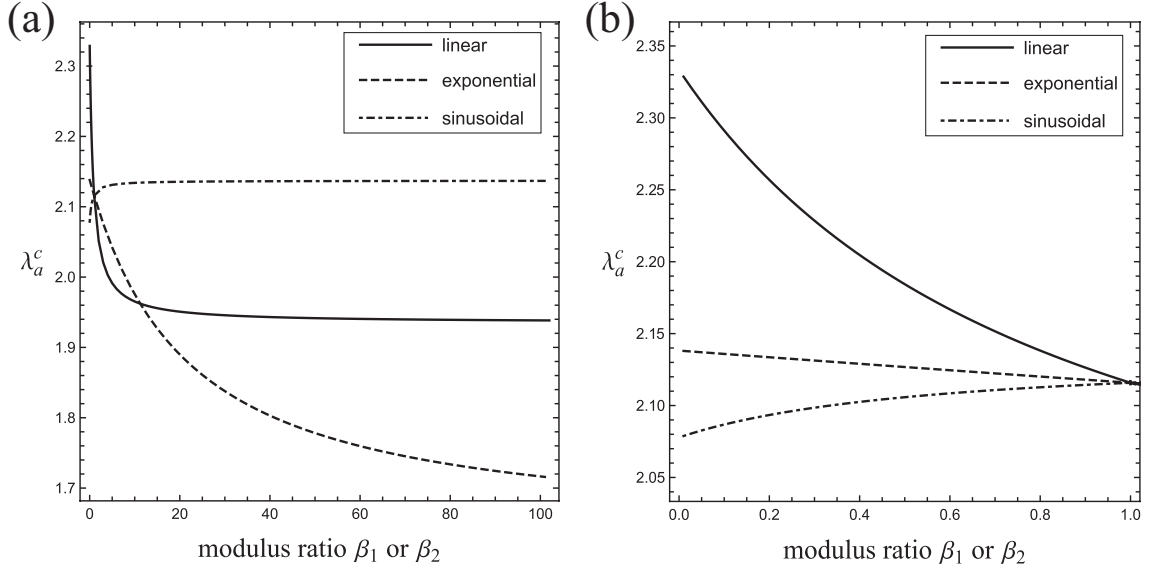 (a)
linear
exponential
sinusoidal
2.3
2.2
2.1
2.0
1.9
1.8
1.7
λ_a^c
0 20 40 60 80 100
modulus ratio β₁ or β₂
(b)
linear
exponential
sinusoidal
2.35
2.30
2.25
2.20
2.15
2.10
2.05
λ_a^c
0.0 0.2 0.4 0.6 0.8 1.0
modulus ratio β₁ or β₂